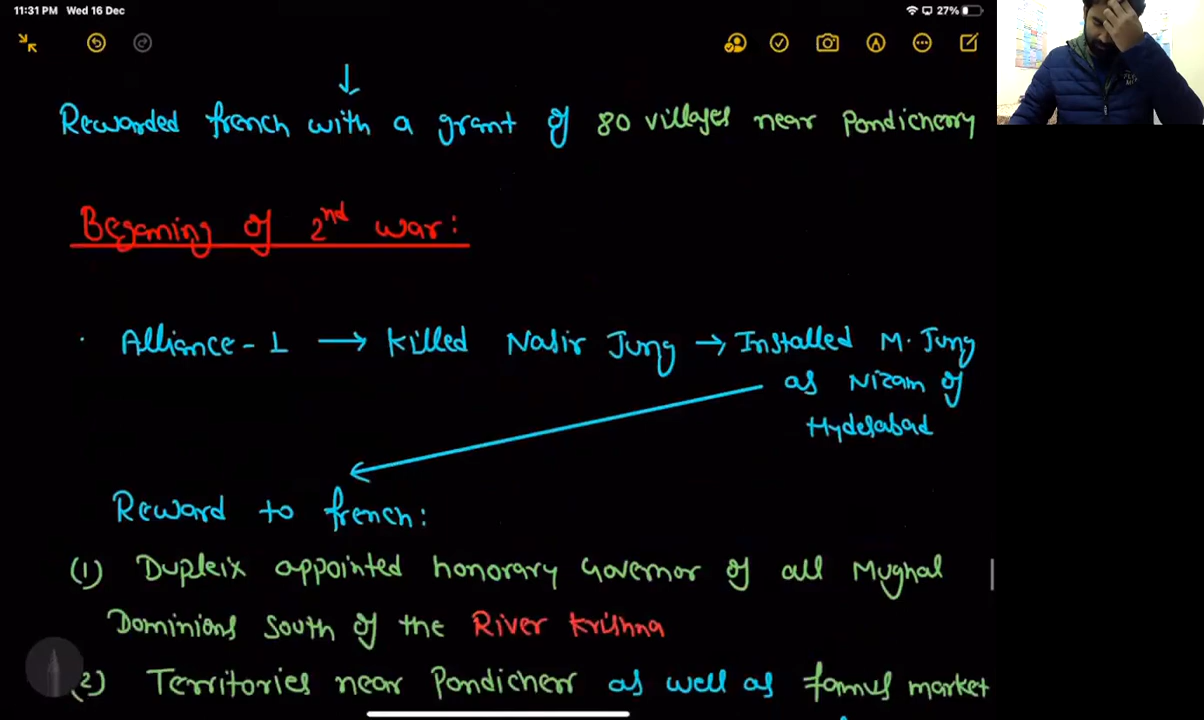 11:31 PM Wed 16 Dec 27%
Rewarded french with a grant of 80 villages near Pondicherry
Begenning of 2nd war:
Alliance - 1 → Killed Nasir Jung → Installed M. Jung
as Nizam of
Hyderabad
Reward to french:
(1) Dupleix appointed honorary Governor of all Mughal
Dominions South of the River Krishna
(2) Territories near Pondicherr as well as famus market